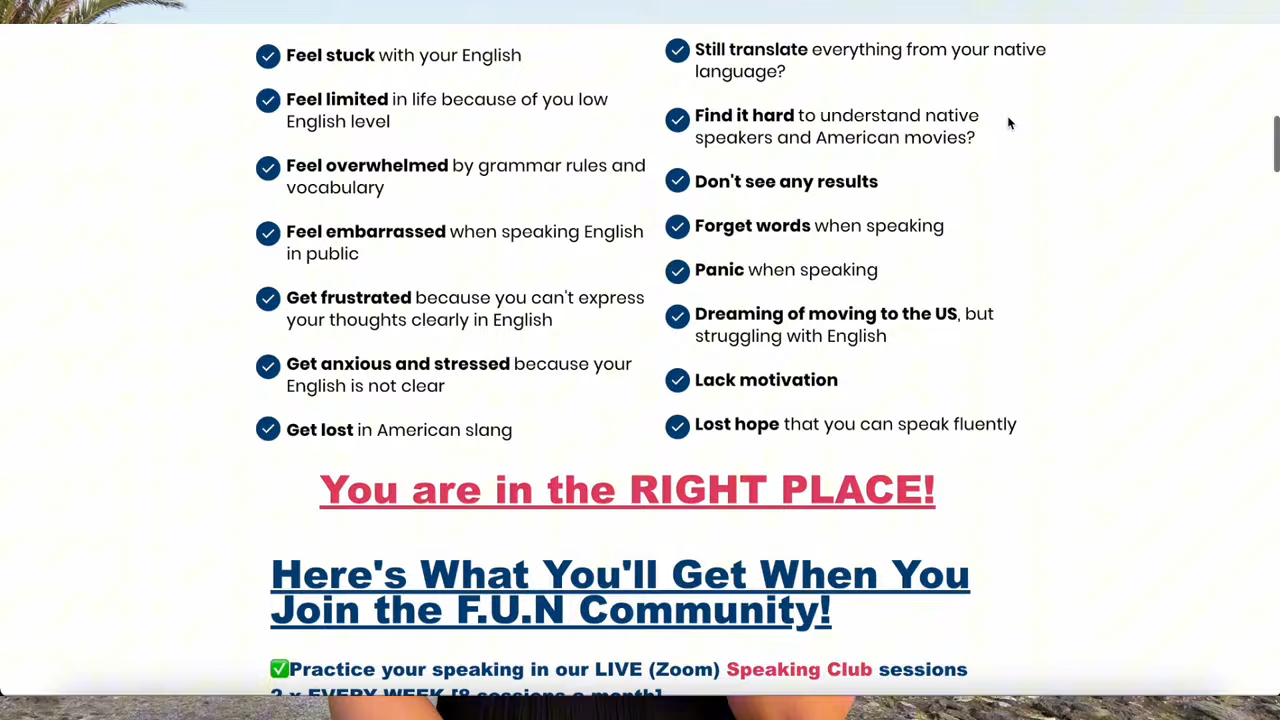 Feel stuck with your English
Feel limited in life because of you low
English level
Feel overwhelmed by grammar rules and
vocabulary
Feel embarrassed when speaking English
in public
Get frustrated because you can't express
your thoughts clearly in English
Get anxious and stressed because your
English is not clear
Get lost in American slang
Still translate everything from your native
language?
Find it hard to understand native
speakers and American movies?
Don't see any results
Forget words when speaking
Panic when speaking
Dreaming of moving to the US, but
struggling with English
Lack motivation
Lost hope that you can speak fluently
You are in the RIGHT PLACE!
Here's What You'll Get When You
Join the F.U.N Community!
✅Practice your speaking in our LIVE (Zoom) Speaking Club sessions
2 x EVERY WEEK [8 sessions a month]